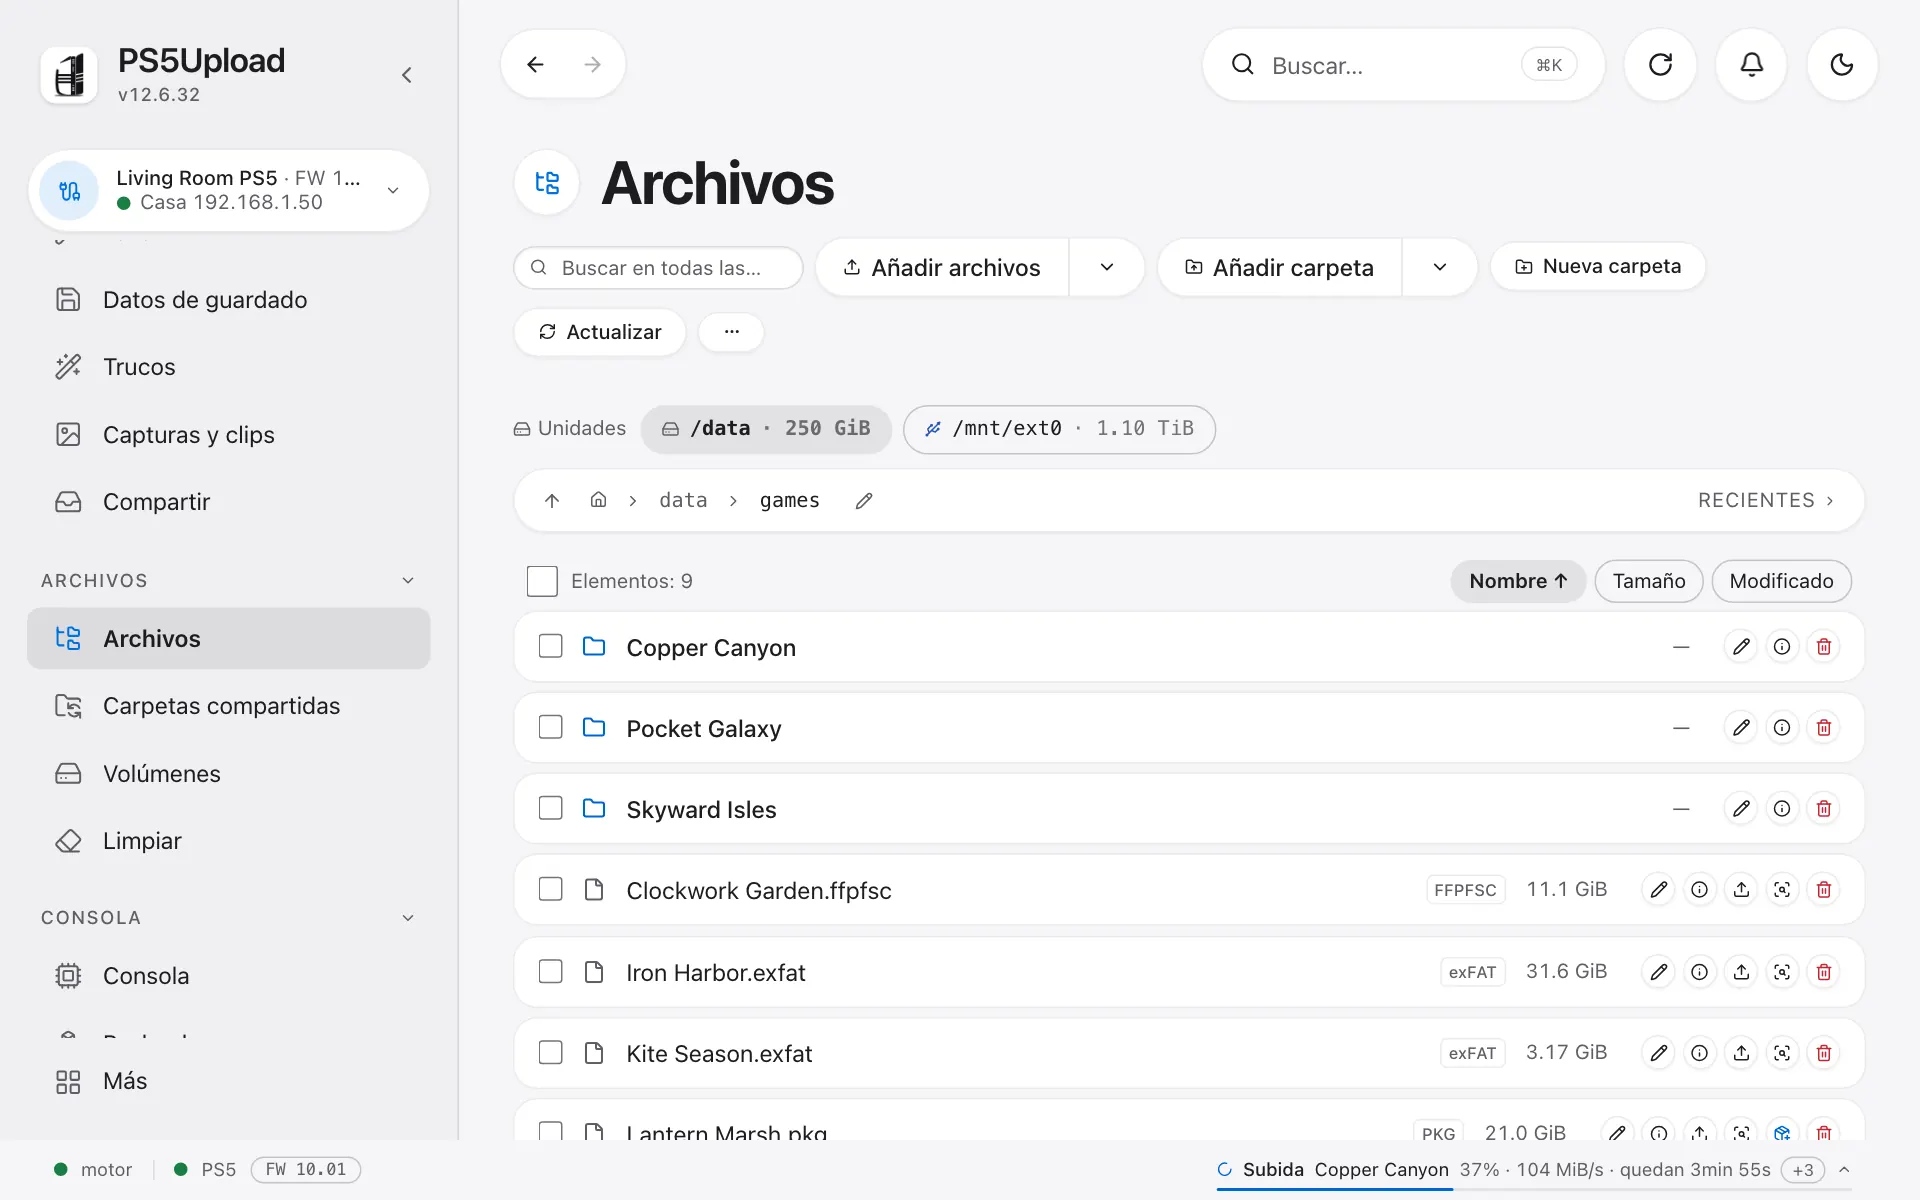 PS5Upload
v12.6.32
Living Room PS5 · FW 1...
Casa 192.168.1.50
Datos de guardado
Trucos
Capturas y clips
Compartir
ARCHIVOS
Archivos
Carpetas compartidas
Volúmenes
Limpiar
CONSOLA
Consola
Más
Buscar... ⌘K
Archivos
Buscar en todas las...
Añadir archivos
Añadir carpeta
Nueva carpeta
Actualizar
...
Unidades
/data · 250 GiB
/mnt/ext0 · 1.10 TiB
data › games
RECIENTES ›
Elementos: 9
Nombre ↑
Tamaño
Modificado
Copper Canyon —
Pocket Galaxy —
Skyward Isles —
Clockwork Garden.ffpfsc FFPFSC 11.1 GiB
Iron Harbor.exfat exFAT 31.6 GiB
Kite Season.exfat exFAT 3.17 GiB
Lantern Marsh.pkg PKG 21.0 GiB
motor
PS5 FW 10.01
Subida Copper Canyon 37% · 104 MiB/s · quedan 3min 55s +3